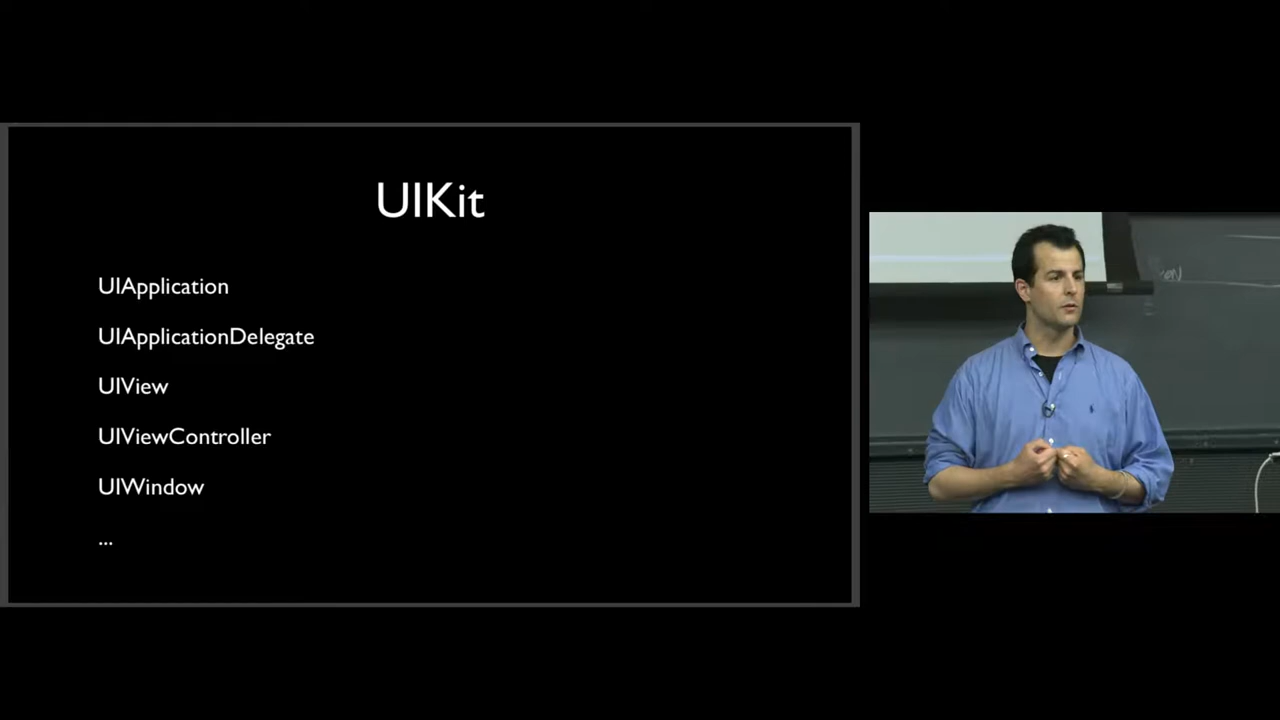 UIKit
UIApplication
UIApplicationDelegate
UIView
UIViewController
UIWindow
...